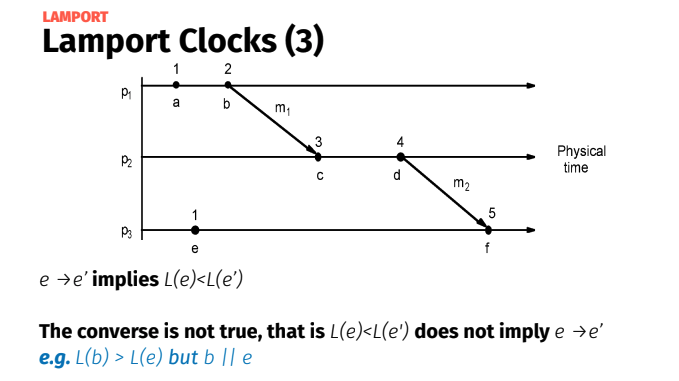 LAMPORT
Lamport Clocks (3)
1 2
p1 a b m1
3 4
p2 c d m2 Physical
time
1 5
p3 e f
e →e’ implies L(e)<L(e’)
The converse is not true, that is L(e)<L(e') does not imply e →e’
e.g. L(b) > L(e) but b || e